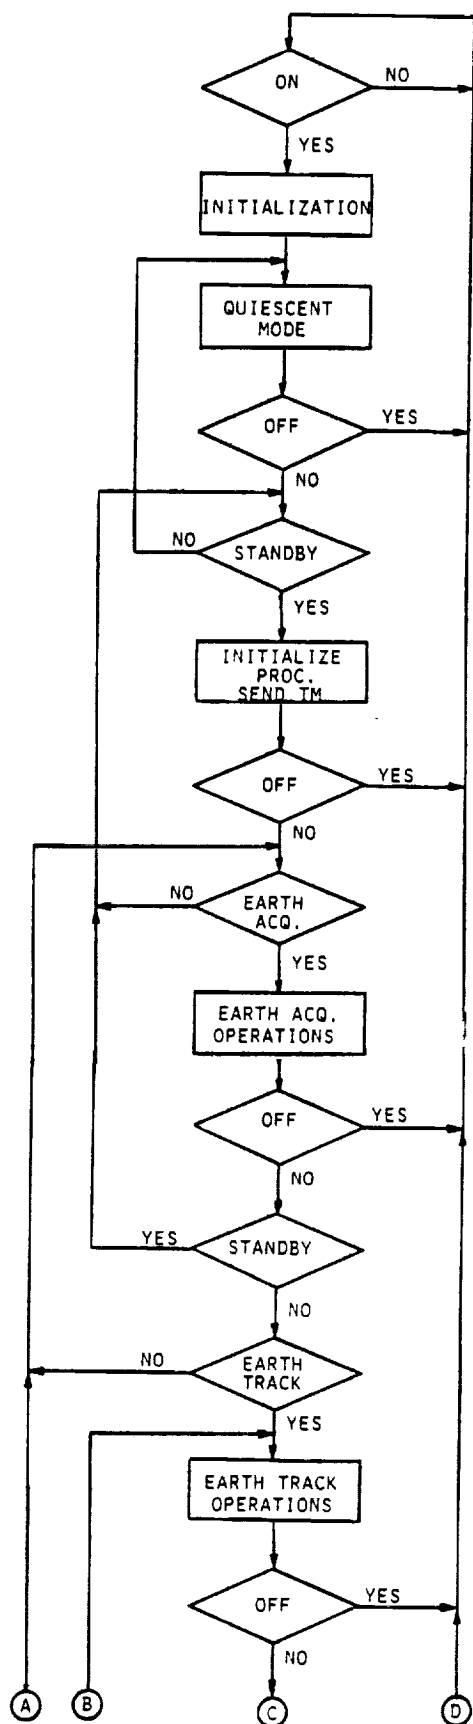 ON
NO
YES
INITIALIZATION
QUIESCENT
MODE
OFF
YES
NO
NO
STANDBY
YES
INITIALIZE
PROC.
SEND TM
OFF
YES
NO
NO
EARTH
ACQ.
YES
EARTH ACQ.
OPERATIONS
OFF
YES
NO
YES
STANDBY
NO
NO
EARTH
TRACK
YES
EARTH TRACK
OPERATIONS
OFF
YES
NO
A
B
C
D